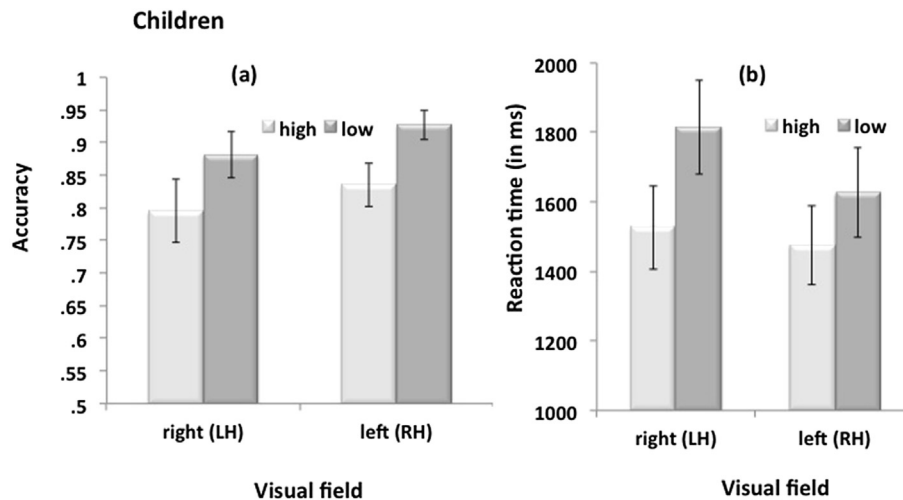 Children
(a)
high low
Accuracy
1
.95
.9
.85
.8
.75
.7
.65
.6
.55
.5
right (LH) left (RH)
Visual field
(b)
high low
Reaction time (in ms)
2000
1800
1600
1400
1200
1000
right (LH) left (RH)
Visual field